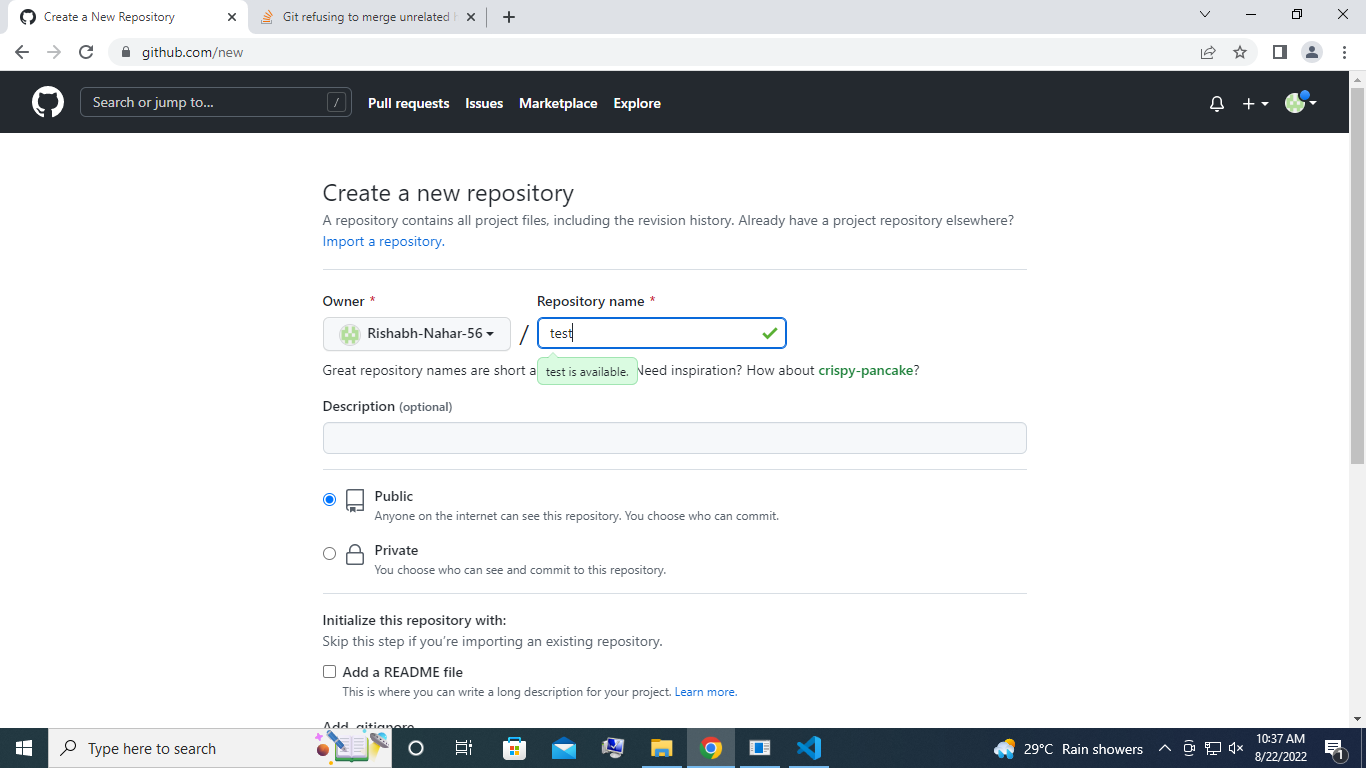 Create a New Repository
Git refusing to merge unrelated
github.com/new
Search or jump to...
/
Pull requests
Issues
Marketplace
Explore
Create a new repository
A repository contains all project files, including the revision history. Already have a project repository elsewhere?
Import a repository.
Owner *
Repository name *
Rishabh-Nahar-56
/
test
Great repository names are short a
test is available.
Need inspiration? How about crispy-pancake?
Description (optional)
Public
Anyone on the internet can see this repository. You choose who can commit.
Private
You choose who can see and commit to this repository.
Initialize this repository with:
Skip this step if you're importing an existing repository.
Add a README file
This is where you can write a long description for your project. Learn more.
Add .gitignore
Type here to search
29°C Rain showers
10:37 AM
8/22/2022
1